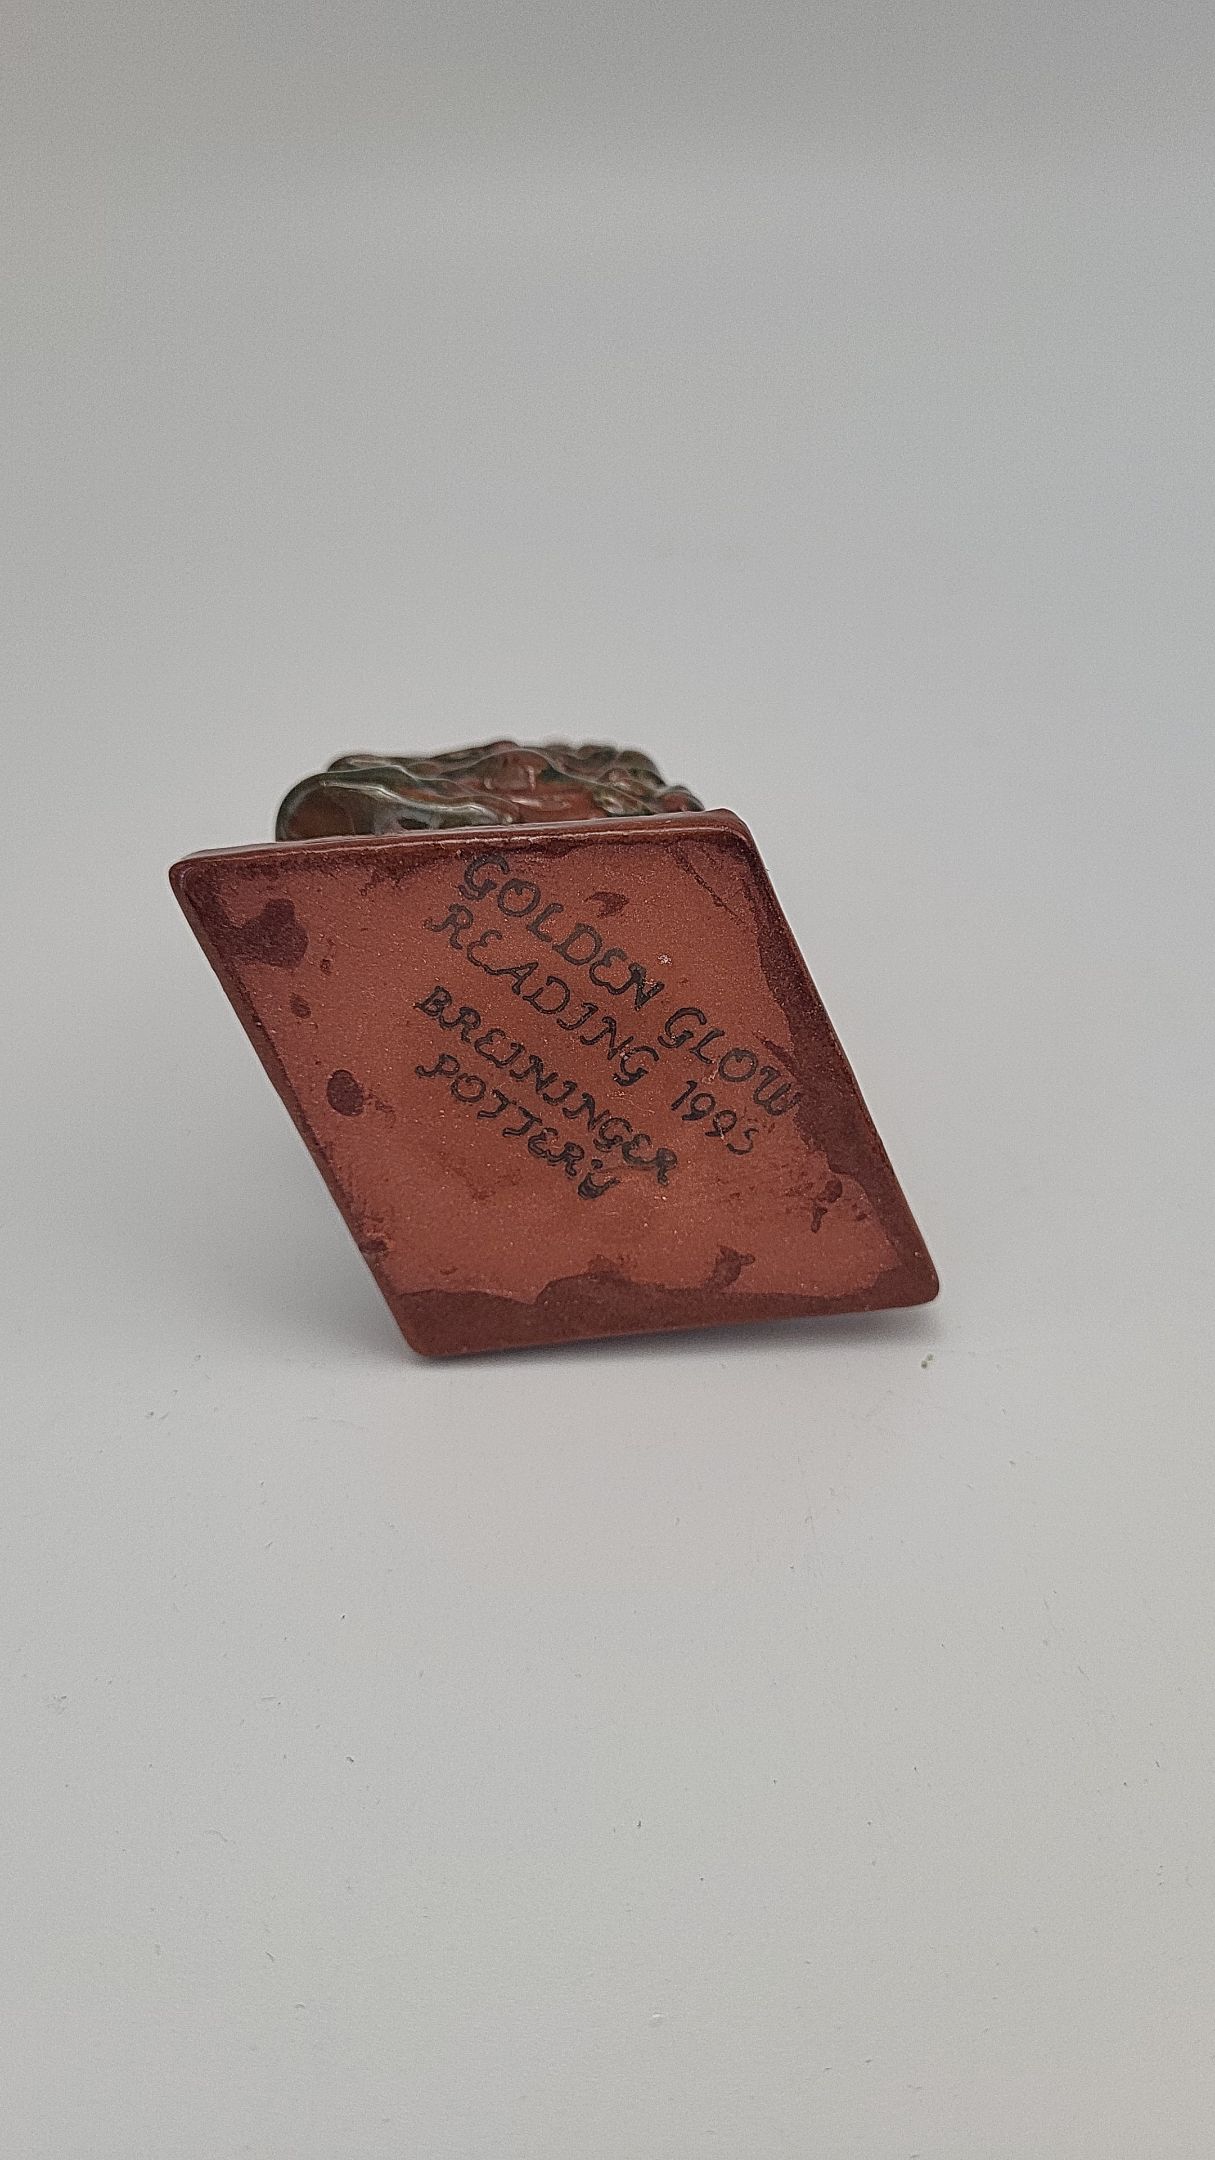 GOLDEN GLOW
READING 1995
BREININGER
POTTERY